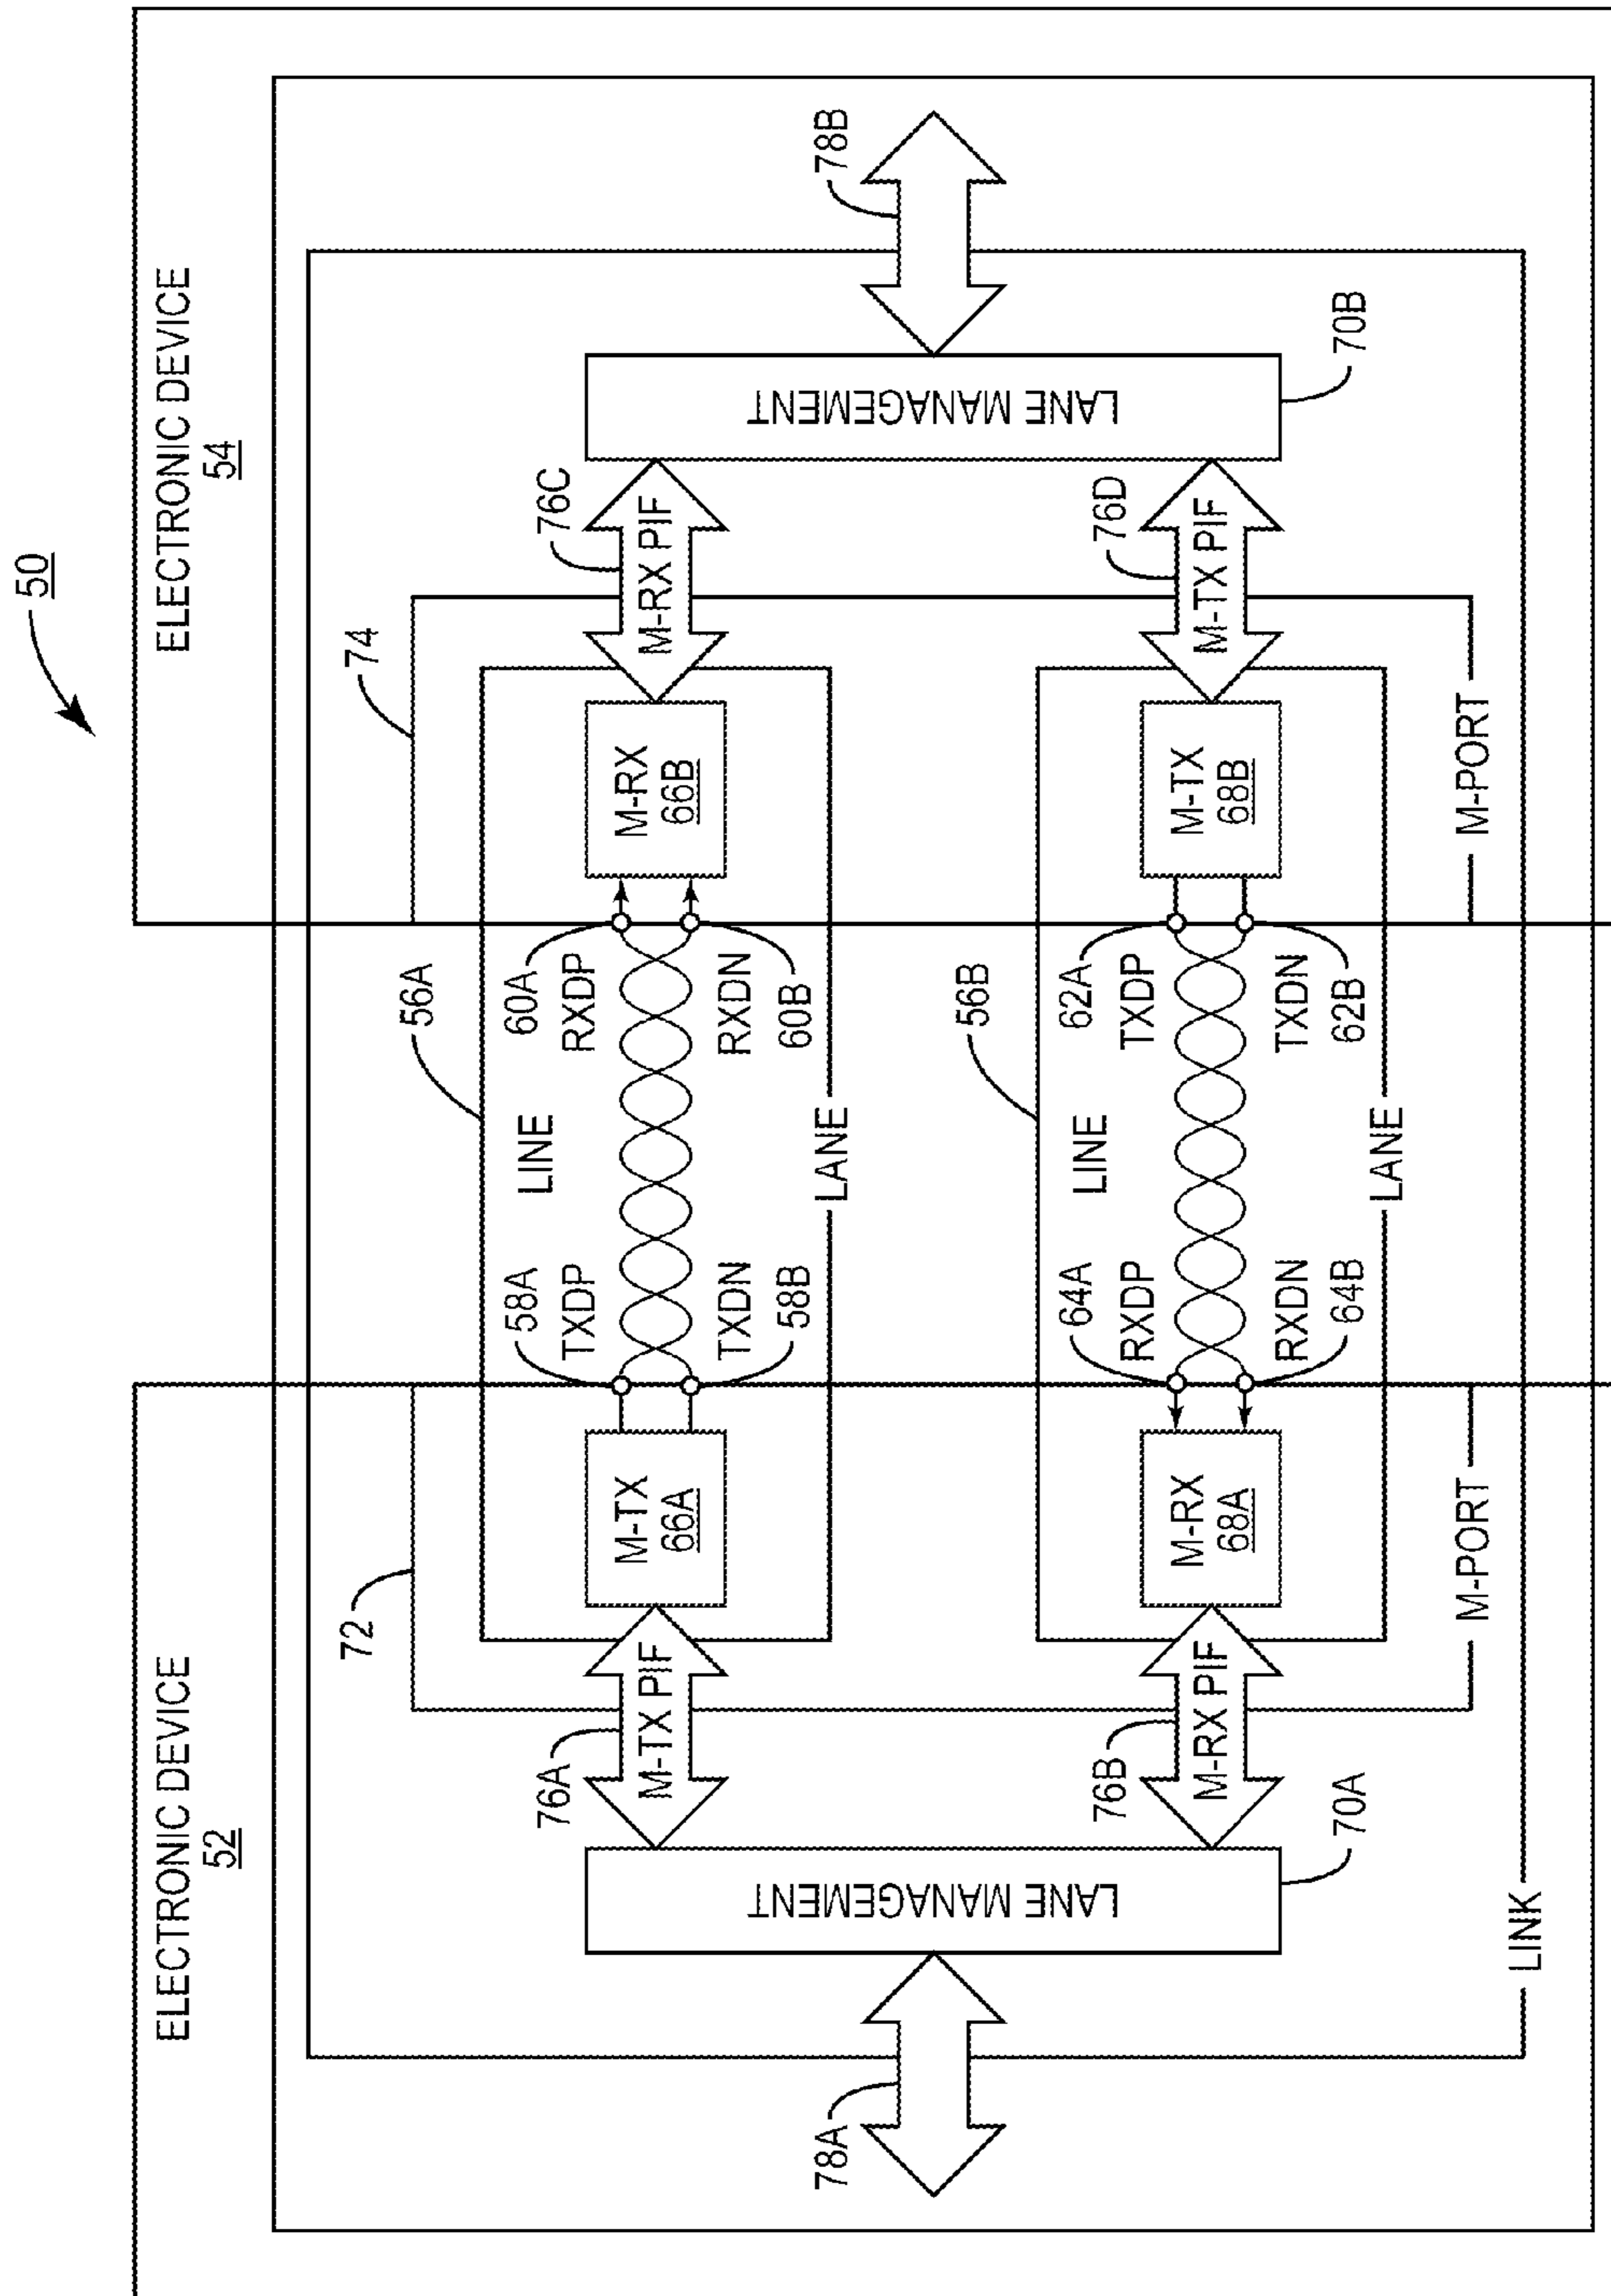 50
ELECTRONIC DEVICE
52
ELECTRONIC DEVICE
54
72
74
56A
76A
M-TX PIF
M-TX
66A
58A
TXDP
TXDN
58B
LINE
60A
RXDP
RXDN
60B
M-RX
66B
M-RX PIF
76C
LANE
78A
LANE MANAGEMENT
70A
LANE MANAGEMENT
70B
78B
56B
76B
M-RX PIF
M-RX
68A
64A
RXDP
RXDN
64B
LINE
62A
TXDP
TXDN
62B
M-TX
68B
M-TX PIF
76D
LANE
M-PORT
M-PORT
LINK